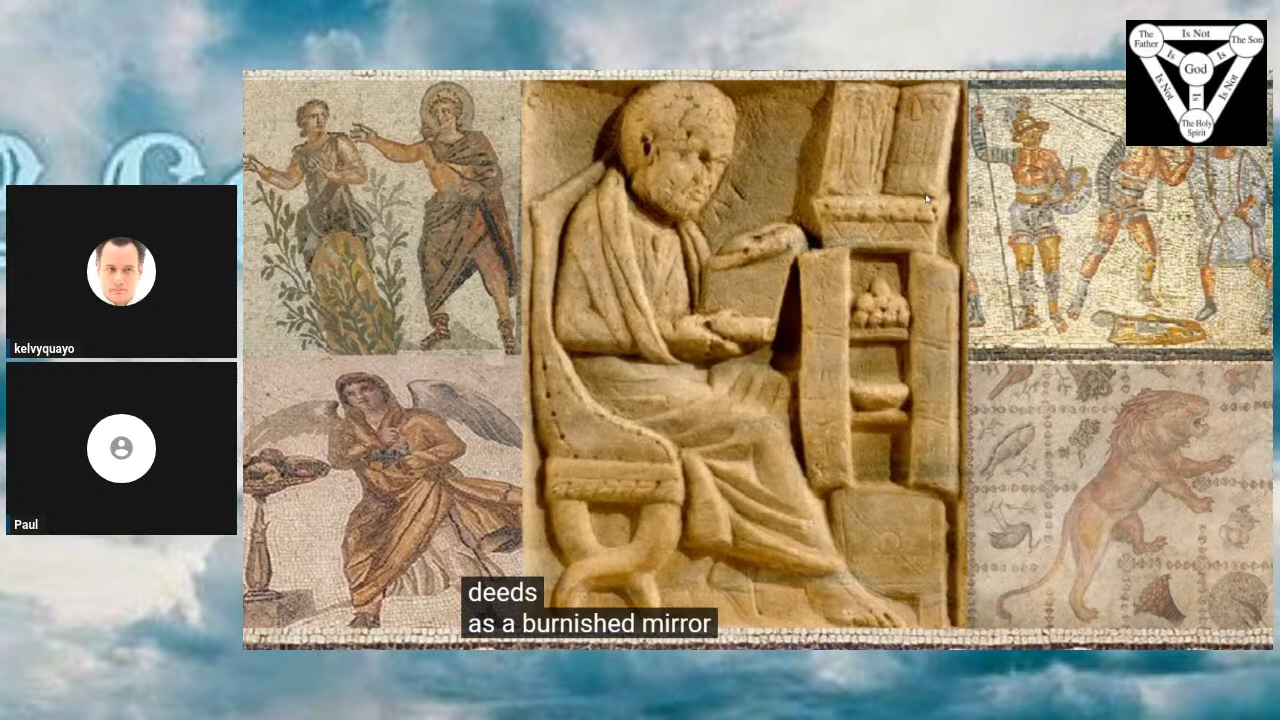 The Father
Is Not
The Son
Is
Is
God
Is Not
Is
Is Not
The Holy Spirit
kelvyquayo
Paul
deeds
as a burnished mirror